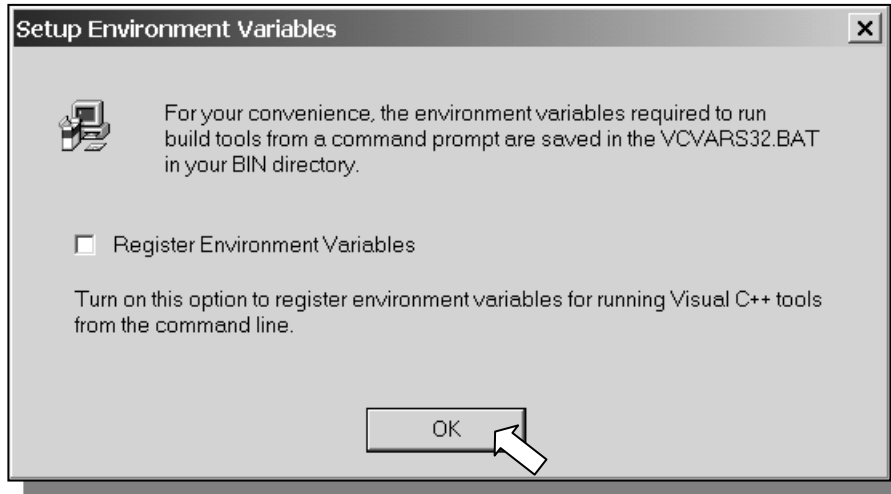 Setup Environment Variables
For your convenience, the environment variables required to run
build tools from a command prompt are saved in the VCVARS32.BAT
in your BIN directory.
Register Environment Variables
Turn on this option to register environment variables for running Visual C++ tools
from the command line.
OK